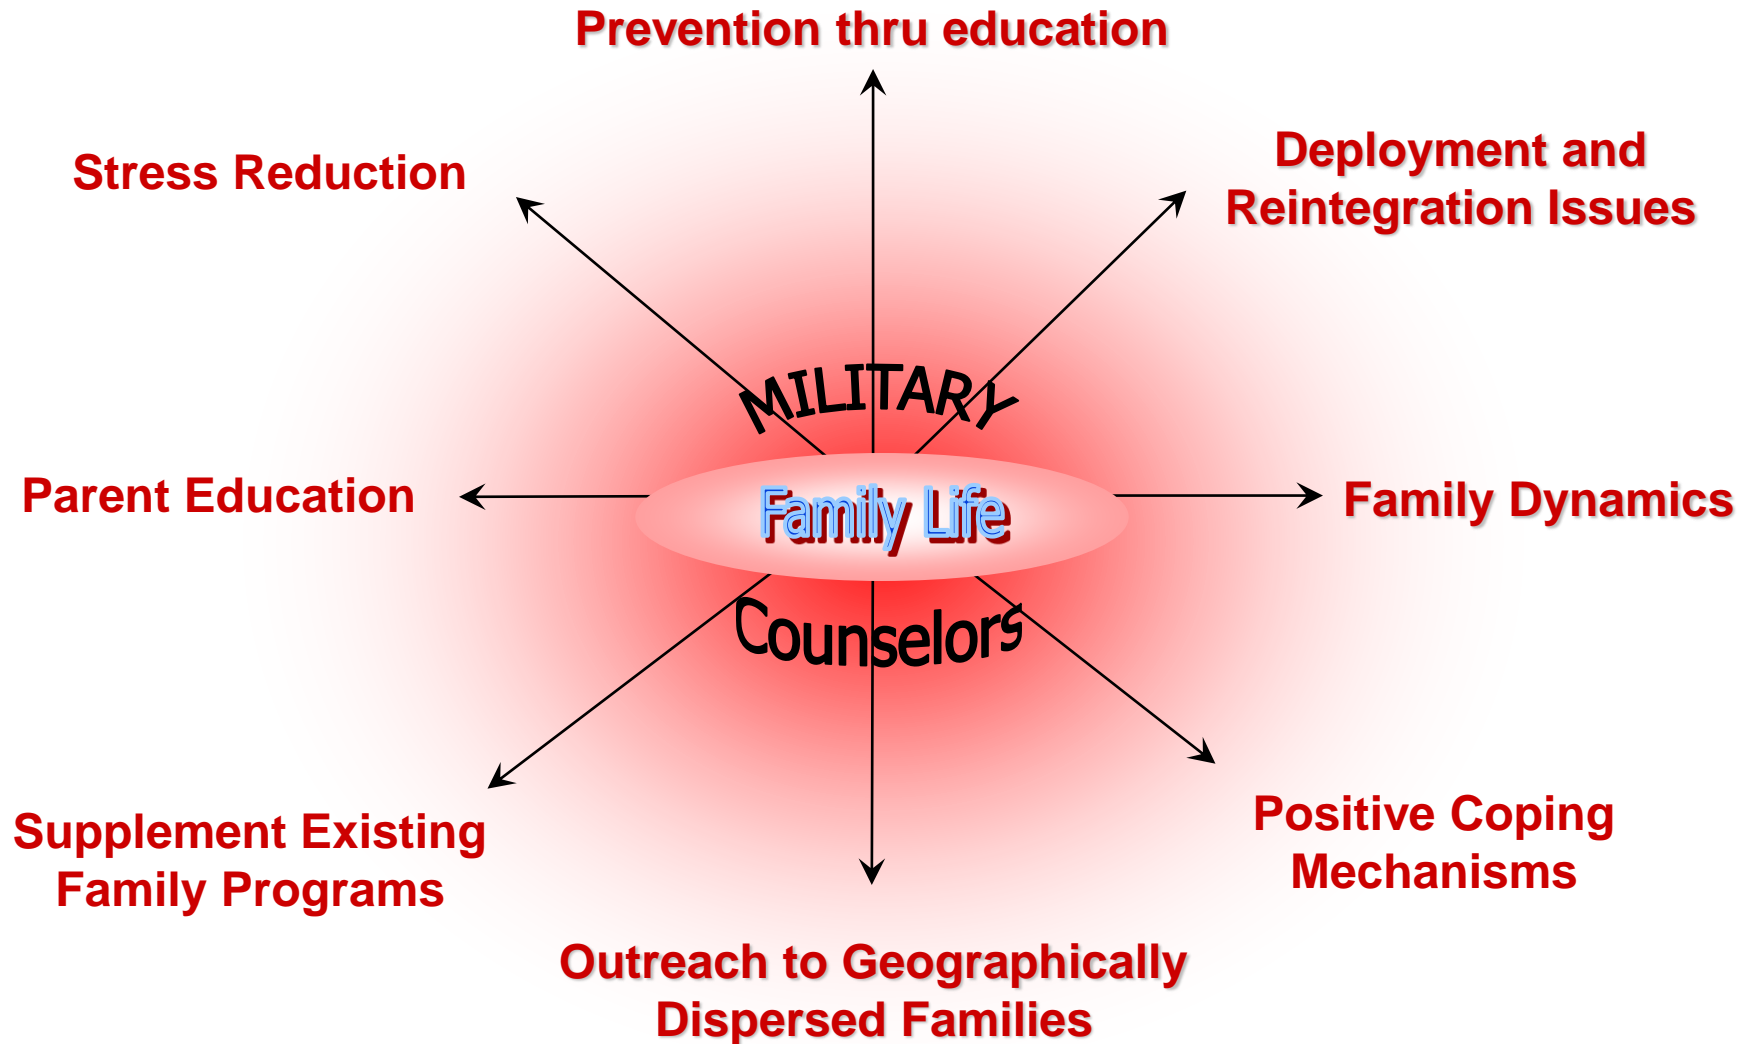 Prevention thru education
Stress Reduction
Deployment and
Reintegration Issues
MILITARY
Family Life
Counselors
Parent Education
Family Dynamics
Supplement Existing
Family Programs
Positive Coping
Mechanisms
Outreach to Geographically
Dispersed Families